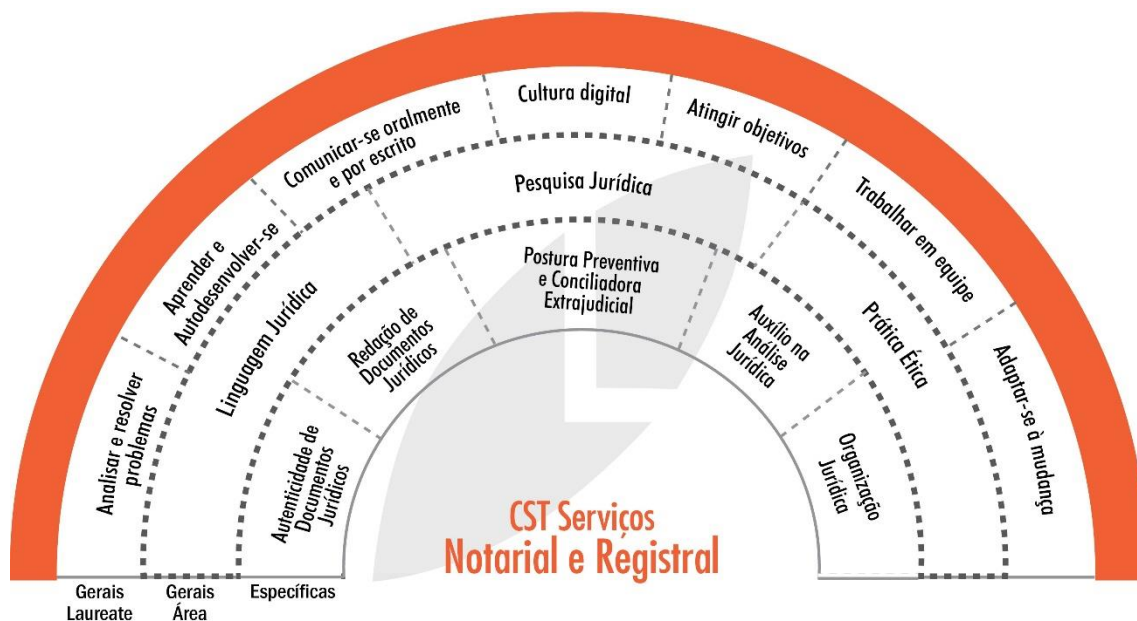 Analisar e resolver
problemas
Aprender e
Autodesenvolver-se
Comunicar-se oralmente
e por escrito
Cultura digital
Atingir objetivos
Trabalhar em equipe
Adaptar-se à mudança
Linguagem Jurídica
Pesquisa Jurídica
Prática Ética
Autenticidade de
Documentos
Jurídicos
Redação de
Documentos
Jurídicos
Postura Preventiva
e Conciliadora
Extrajudicial
Auxílio na
Análise
Jurídica
Organização
Jurídica
CST Serviços
Notarial e Registral
Gerais
Laureate
Gerais
Área
Específicas